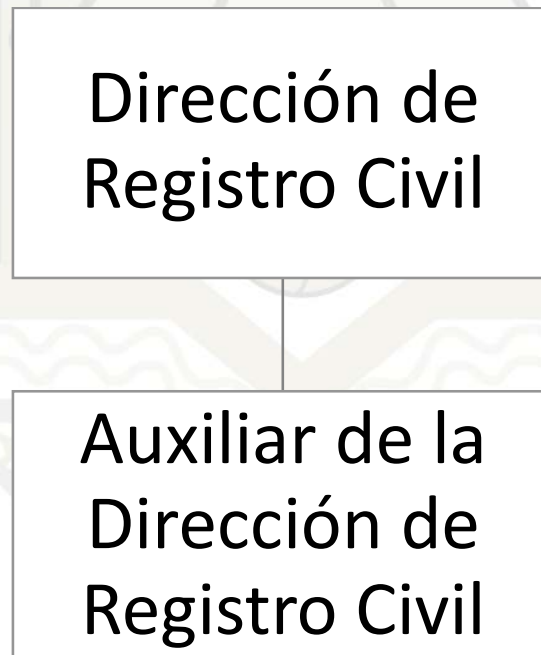 Dirección de
Registro Civil
Auxiliar de la
Dirección de
Registro Civil